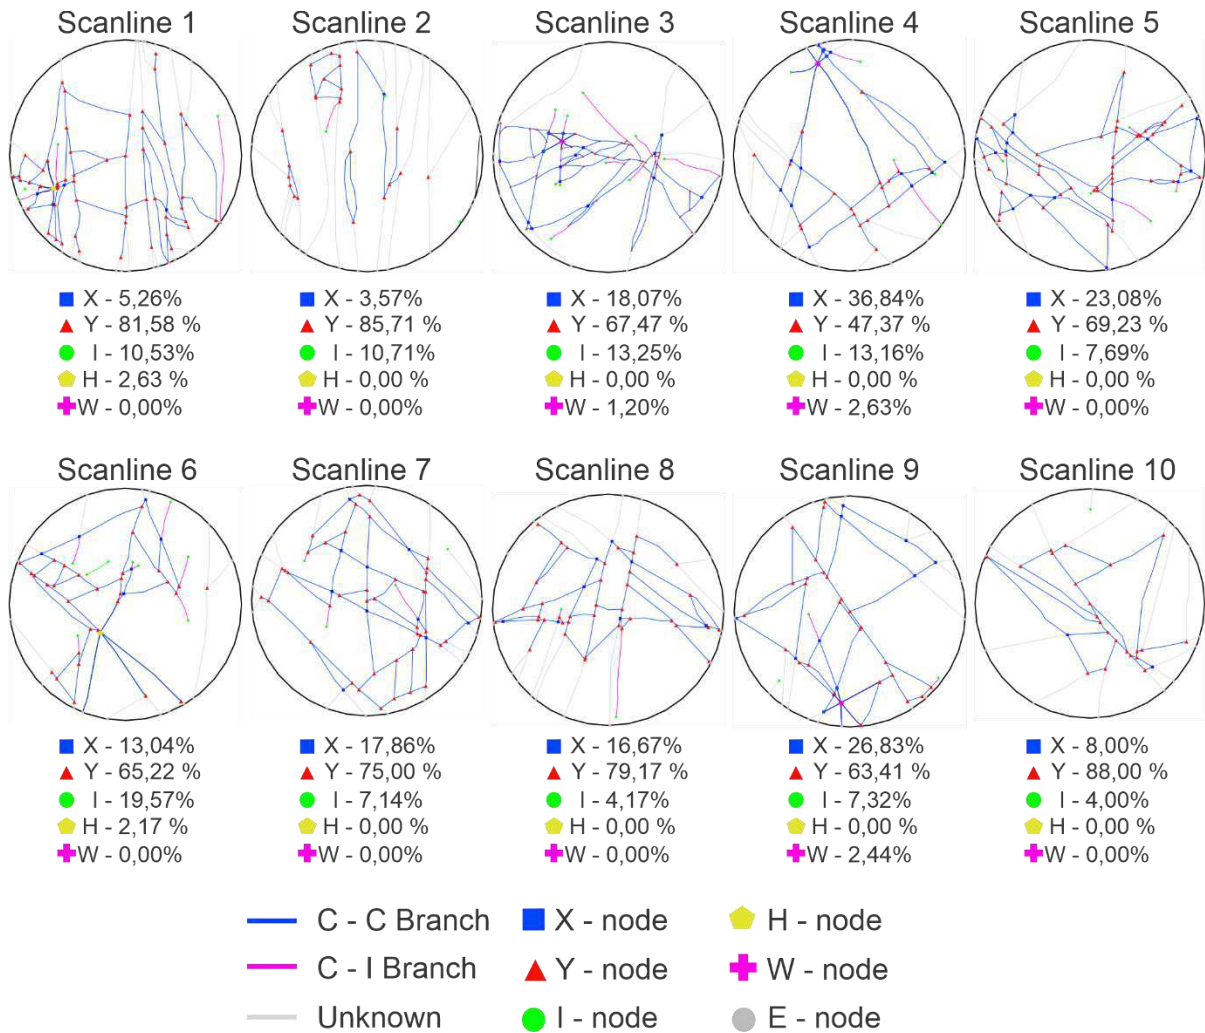 Scanline 1 Scanline 2 Scanline 3 Scanline 4 Scanline 5
X - 5,26% X - 3,57% X - 18,07% X - 36,84% X - 23,08%
Y - 81,58 % Y - 85,71 % Y - 67,47 % Y - 47,37 % Y - 69,23 %
I - 10,53% I - 10,71% I - 13,25% I - 13,16% I - 7,69%
H - 2,63 % H - 0,00 % H - 0,00 % H - 0,00 % H - 0,00 %
W - 0,00% W - 0,00% W - 1,20% W - 2,63% W - 0,00%
Scanline 6 Scanline 7 Scanline 8 Scanline 9 Scanline 10
X - 13,04% X - 17,86% X - 16,67% X - 26,83% X - 8,00%
Y - 65,22 % Y - 75,00 % Y - 79,17 % Y - 63,41 % Y - 88,00 %
I - 19,57% I - 7,14% I - 4,17% I - 7,32% I - 4,00%
H - 2,17 % H - 0,00 % H - 0,00 % H - 0,00 % H - 0,00 %
W - 0,00% W - 0,00% W - 0,00% W - 2,44% W - 0,00%
C - C Branch X - node H - node
C - I Branch Y - node W - node
Unknown I - node E - node